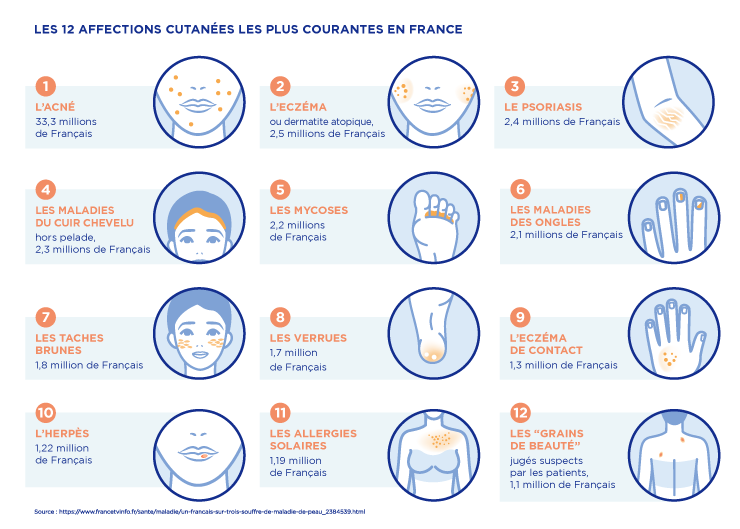 LES 12 AFFECTIONS CUTANÉES LES PLUS COURANTES EN FRANCE
1
L'ACNÉ
33,3 millions
de Français
2
L'ECZÉMA
ou dermatite atopique,
2,5 millions de Français
3
LE PSORIASIS
2,4 millions de Français
4
LES MALADIES
DU CUIR CHEVELU
hors pelade,
2,3 millions de Français
5
LES MYCOSES
2,2 millions
de Français
6
LES MALADIES
DES ONGLES
2,1 millions de Français
7
LES TACHES
BRUNES
1,8 million de Français
8
LES VERRUES
1,7 million
de Français
9
L'ECZÉMA
DE CONTACT
1,3 million de Français
10
L'HERPÈS
1,22 million
de Français
11
LES ALLERGIES
SOLAIRES
1,19 million
de Français
12
LES “GRAINS
DE BEAUTÉ”
jugés suspects
par les patients,
1,1 million de Français
Source : https://www.francetvinfo.fr/sante/maladie/un-francais-sur-trois-souffre-de-maladie-de-peau_2384539.html